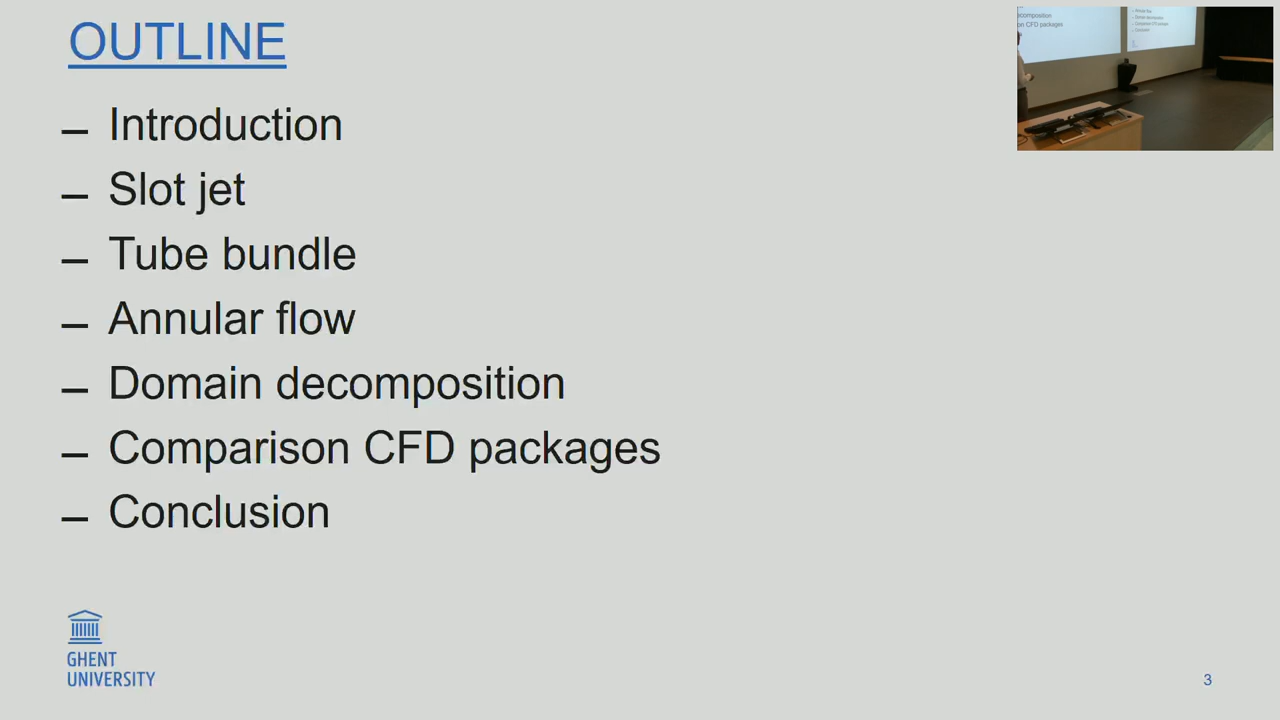 OUTLINE
– Introduction
– Slot jet
– Tube bundle
– Annular flow
– Domain decomposition
– Comparison CFD packages
– Conclusion
GHENT
UNIVERSITY
3